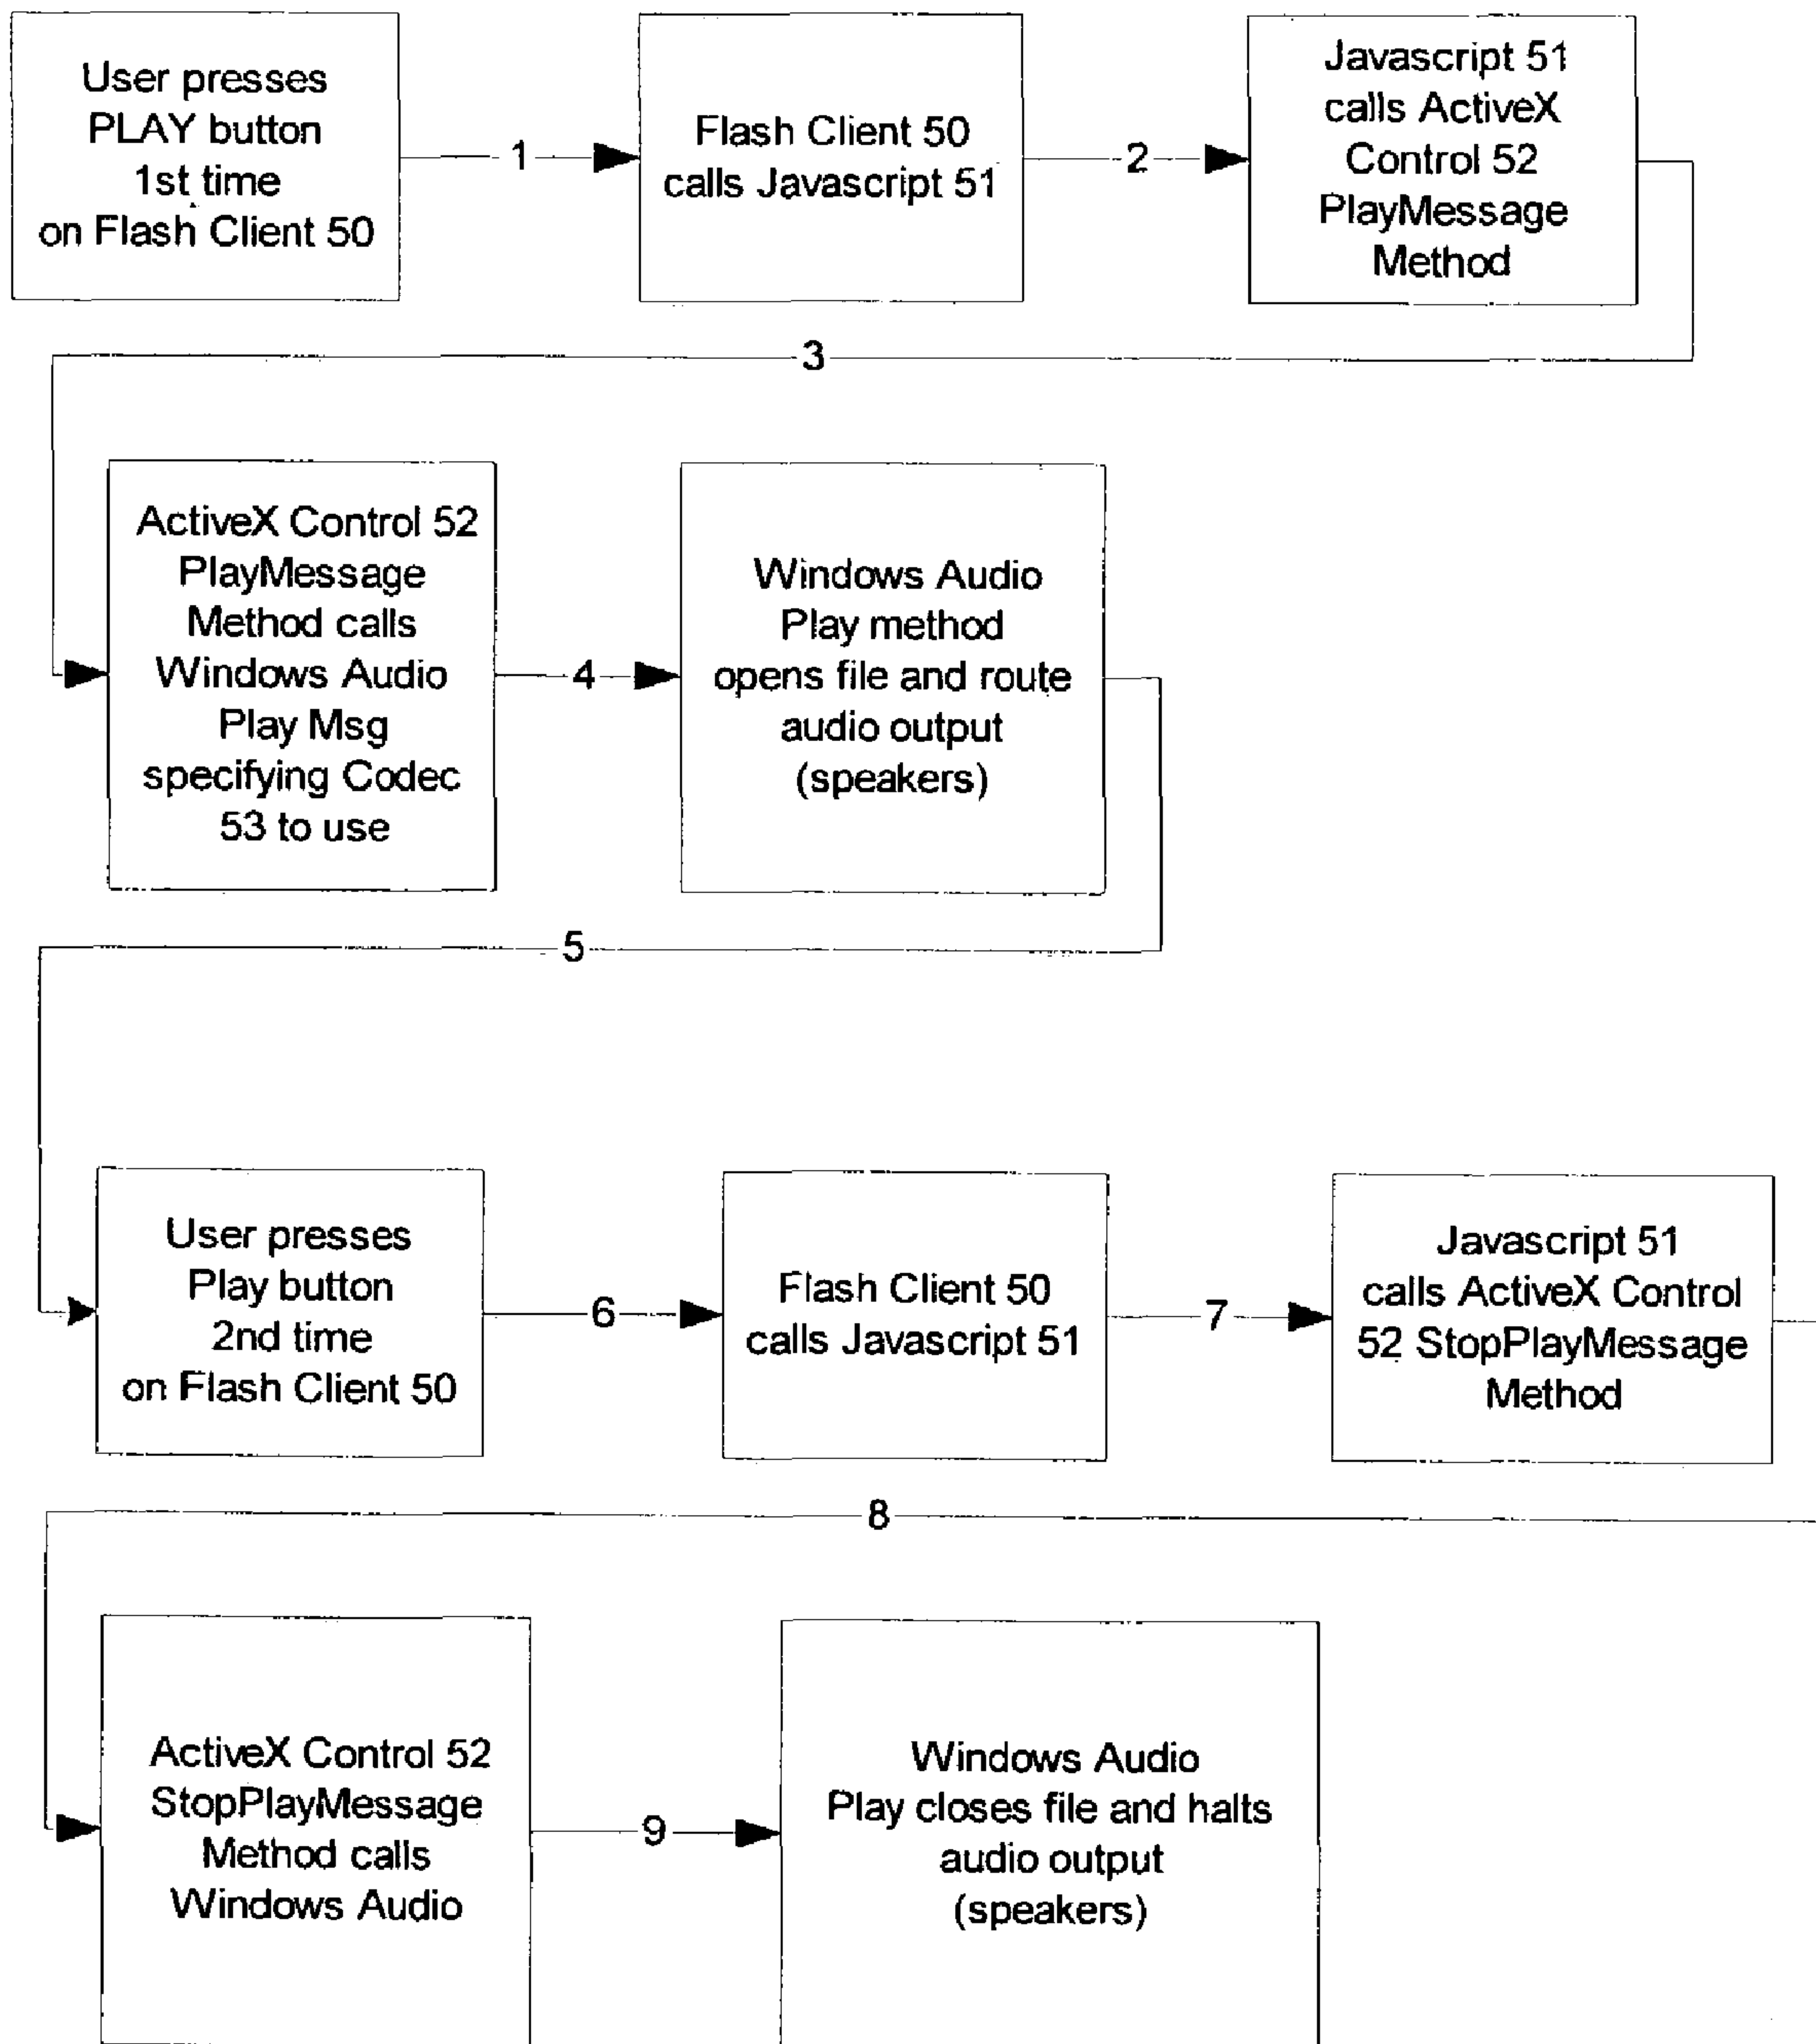 User presses
PLAY button
1st time
on Flash Client 50
1
Flash Client 50
calls Javascript 51
2
Javascript 51
calls ActiveX
Control 52
PlayMessage
Method
3
ActiveX Control 52
PlayMessage
Method calls
Windows Audio
Play Msg
specifying Codec
53 to use
4
Windows Audio
Play method
opens file and route
audio output
(speakers)
5
User presses
Play button
2nd time
on Flash Client 50
6
Flash Client 50
calls Javascript 51
7
Javascript 51
calls ActiveX Control
52 StopPlayMessage
Method
8
ActiveX Control 52
StopPlayMessage
Method calls
Windows Audio
9
Windows Audio
Play closes file and halts
audio output
(speakers)